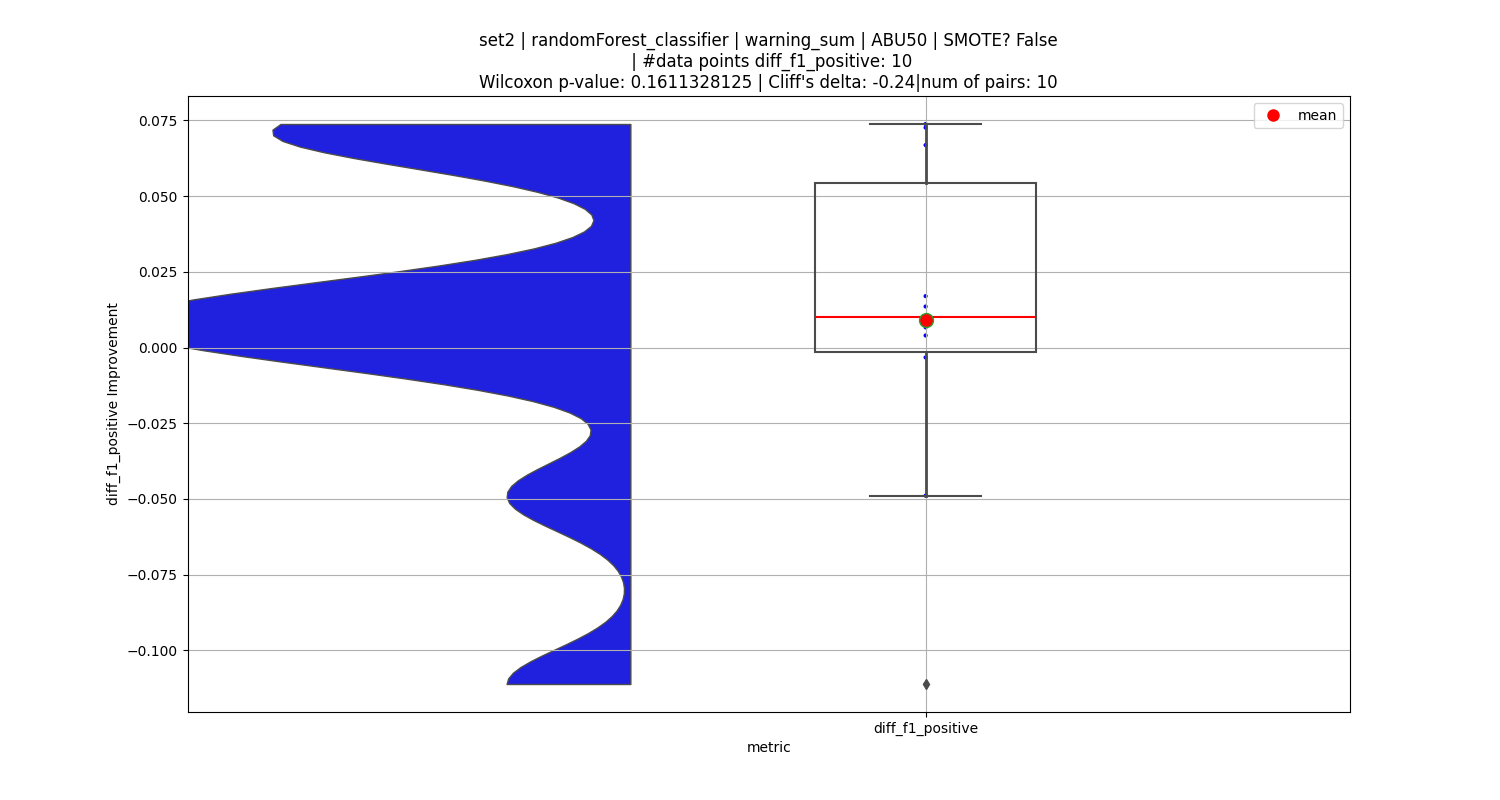 set2 | randomForest_classifier | warning_sum | ABU50 | SMOTE? False
| #data points diff_f1_positive: 10
Wilcoxon p-value: 0.1611328125 | Cliff's delta: -0.24|num of pairs: 10
mean
0.075
0.050
0.025
0.000
−0.025
−0.050
−0.075
−0.100
diff_f1_positive Improvement
diff_f1_positive
metric